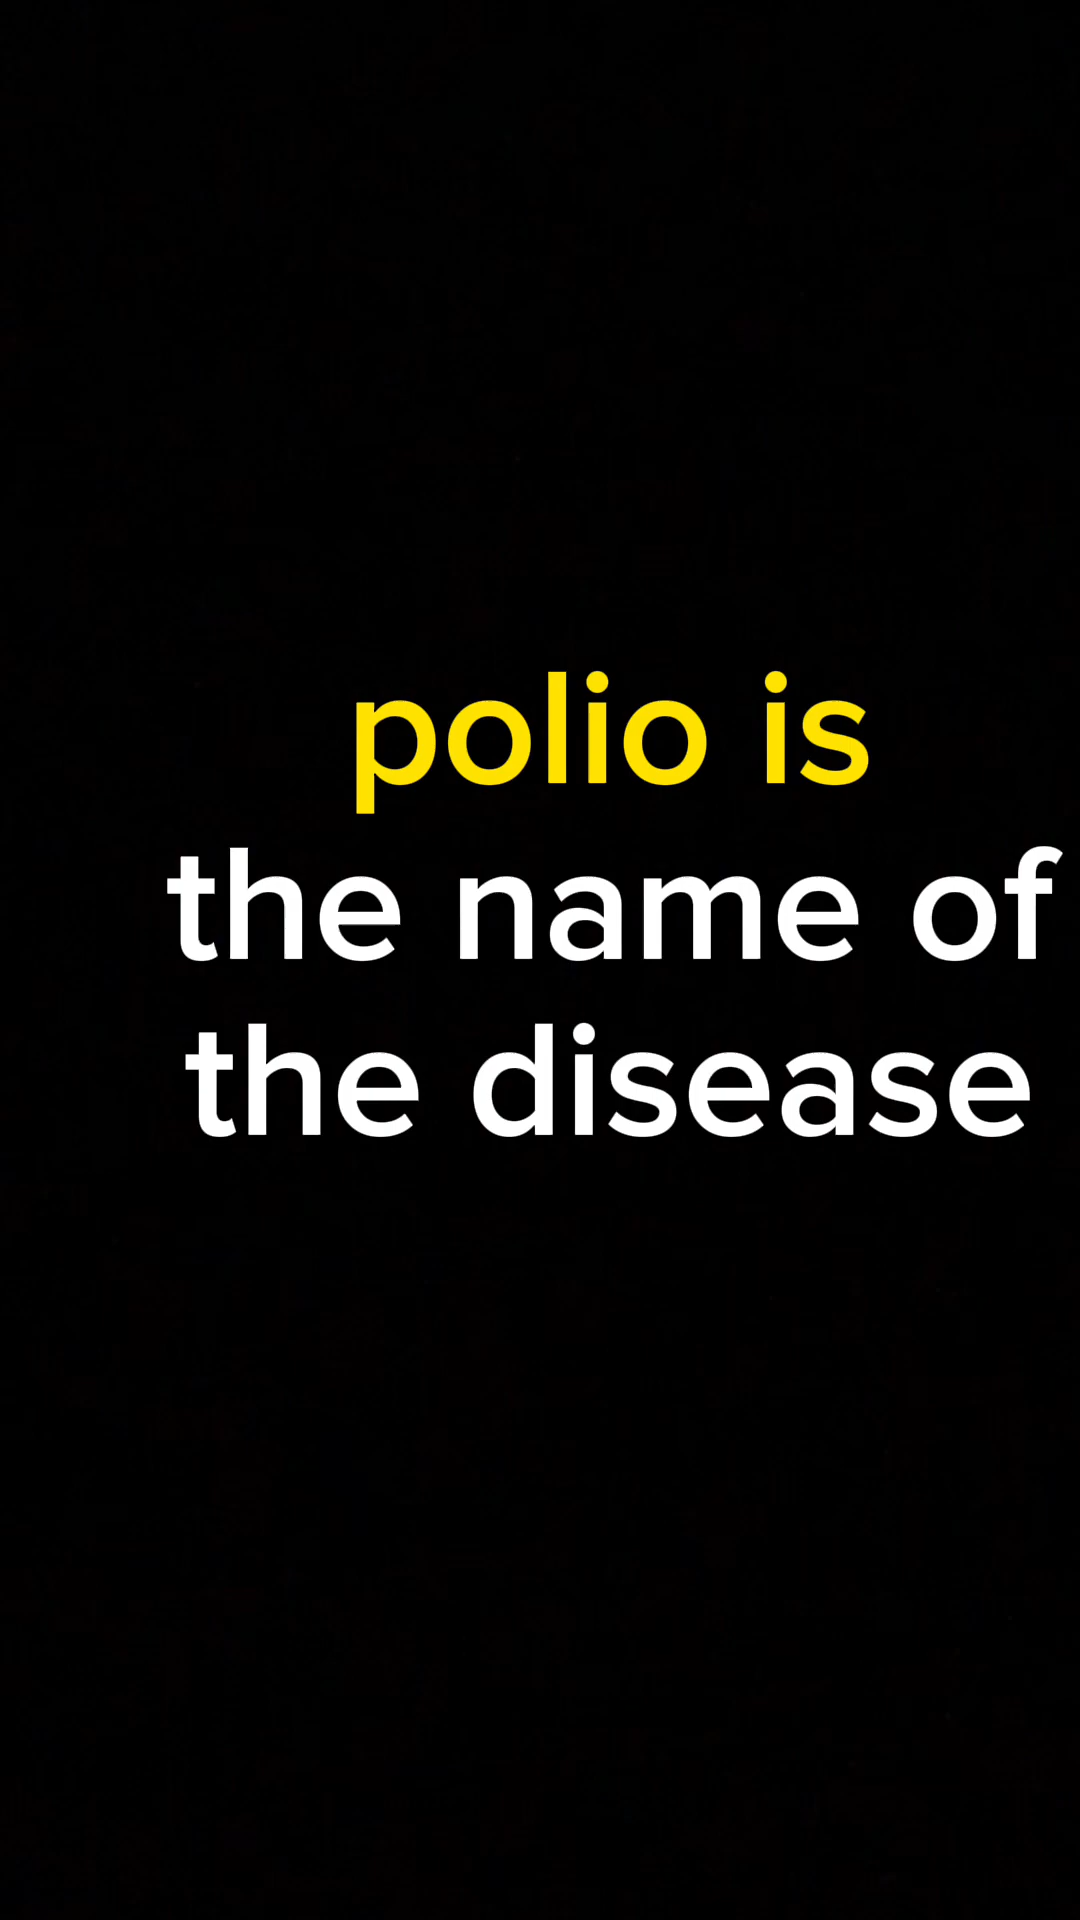 polio is
the name of
the disease